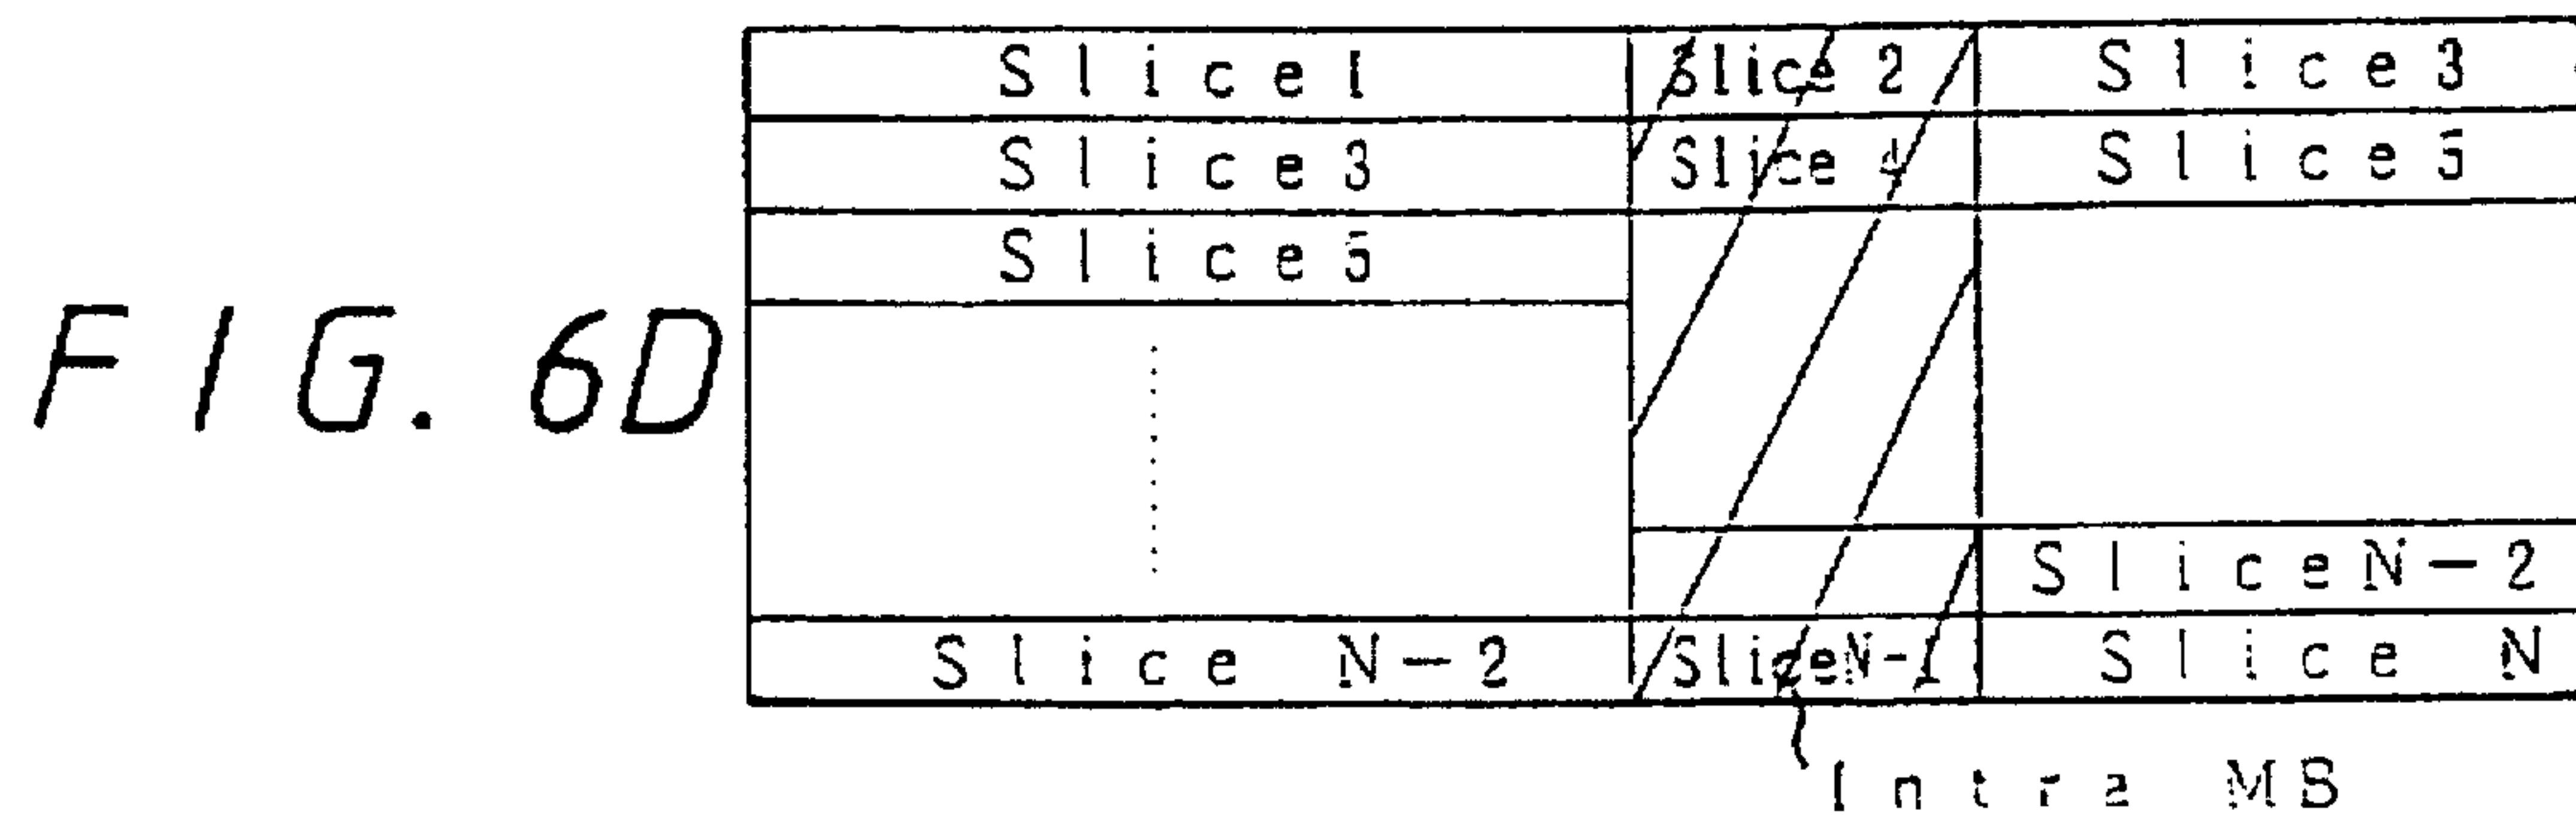 Slice1 Slice 2 Slice3
Slice3 Slice 4 Slice5
Slice5
FIG. 6D
SliceN-2
Slice N-2 SliceN-1 Slice N
Intra MB